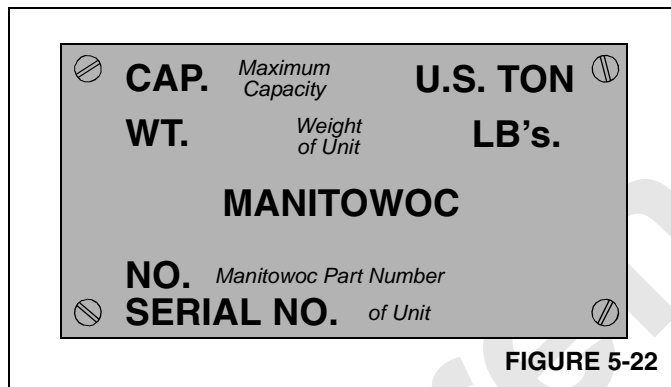 CAP. Maximum Capacity U.S. TON
WT. Weight of Unit LB's.
MANITOWOC
NO. Manitowoc Part Number
SERIAL NO. of Unit
FIGURE 5-22